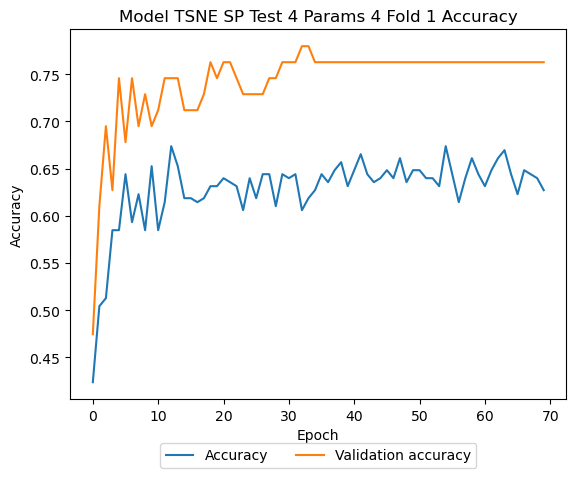 Model TSNE SP Test 4 Params 4 Fold 1 Accuracy
0.75
0.70
0.65
0.60
0.55
0.50
0.45
Accuracy
0 10 20 30 40 50 60 70
Epoch
Accuracy Validation accuracy